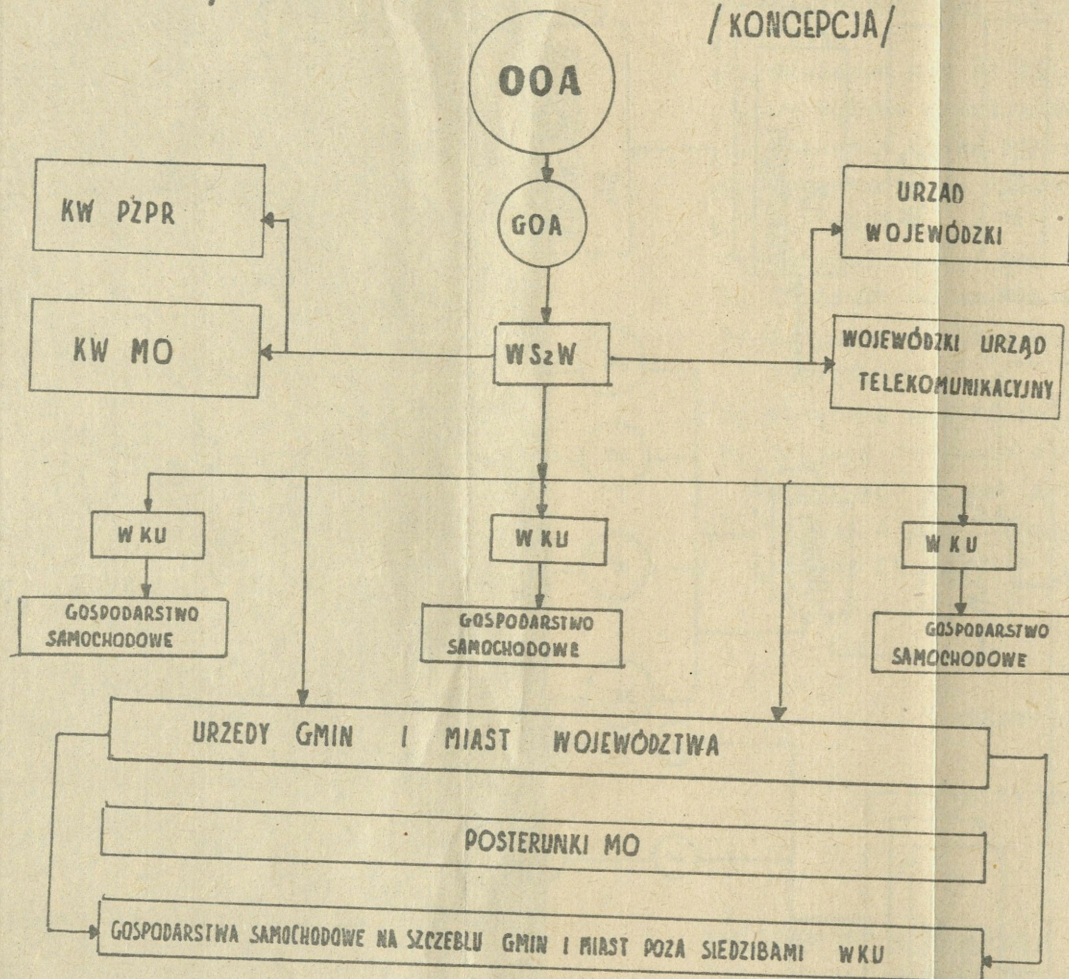 /KONCEPCJA/
OOA
KW PZPR
GOA
URZAD
WOJEWÓDZKI
KW MO
WSzW
WOJEWÓDZKI URZĄD
TELEKOMUNIKACYJNY
WKU
WKU
WKU
GOSPODARSTWO
SAMOCHODOWE
GOSPODARSTWO
SAMOCHODOWE
GOSPODARSTWO
SAMOCHODOWE
URZEDY GMIN I MIAST WOJEWÓDZTWA
POSTERUNKI MO
GOSPODARSTWA SAMOCHODOWE NA SZCZEBLU GMIN I MIAST POZA SIEDZIBAMI WKU